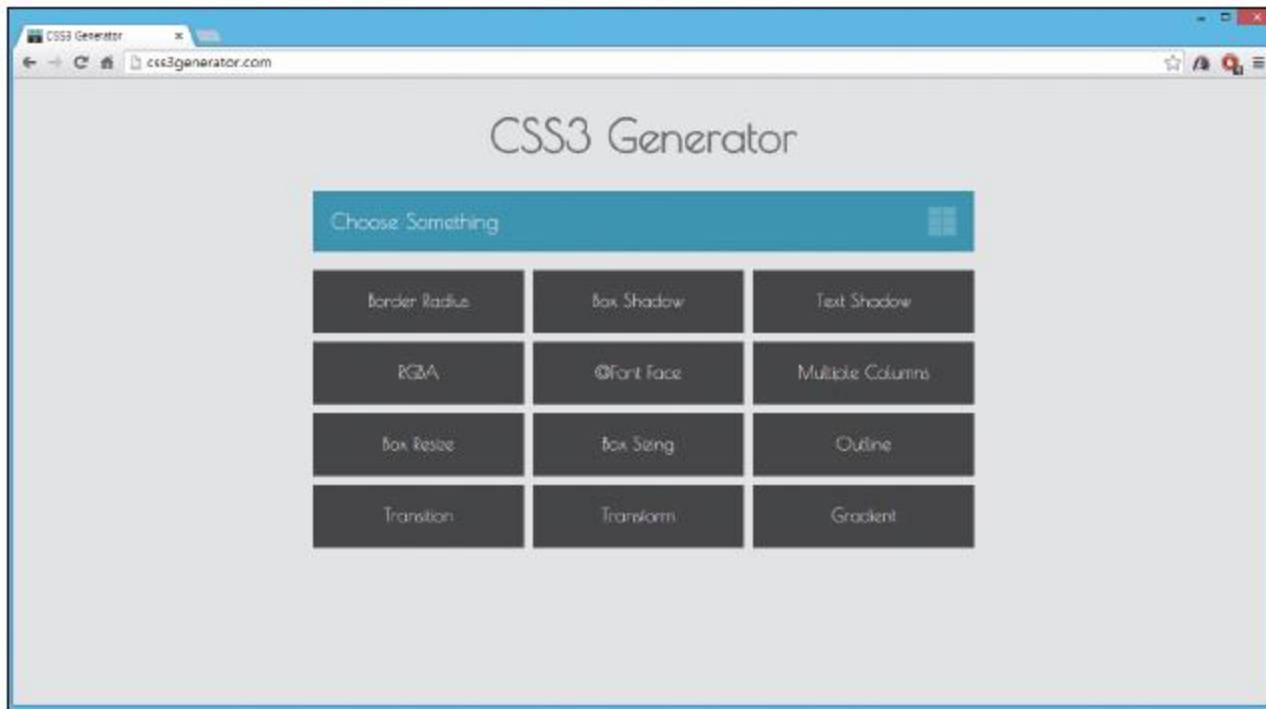 CSS3 Generator
css3generator.com
CSS3 Generator
Choose Something
Border Radius
Box Shadow
Text Shadow
RGBA
@Font Face
Multiple Columns
Box Resize
Box Sizing
Outline
Transition
Transform
Gradient